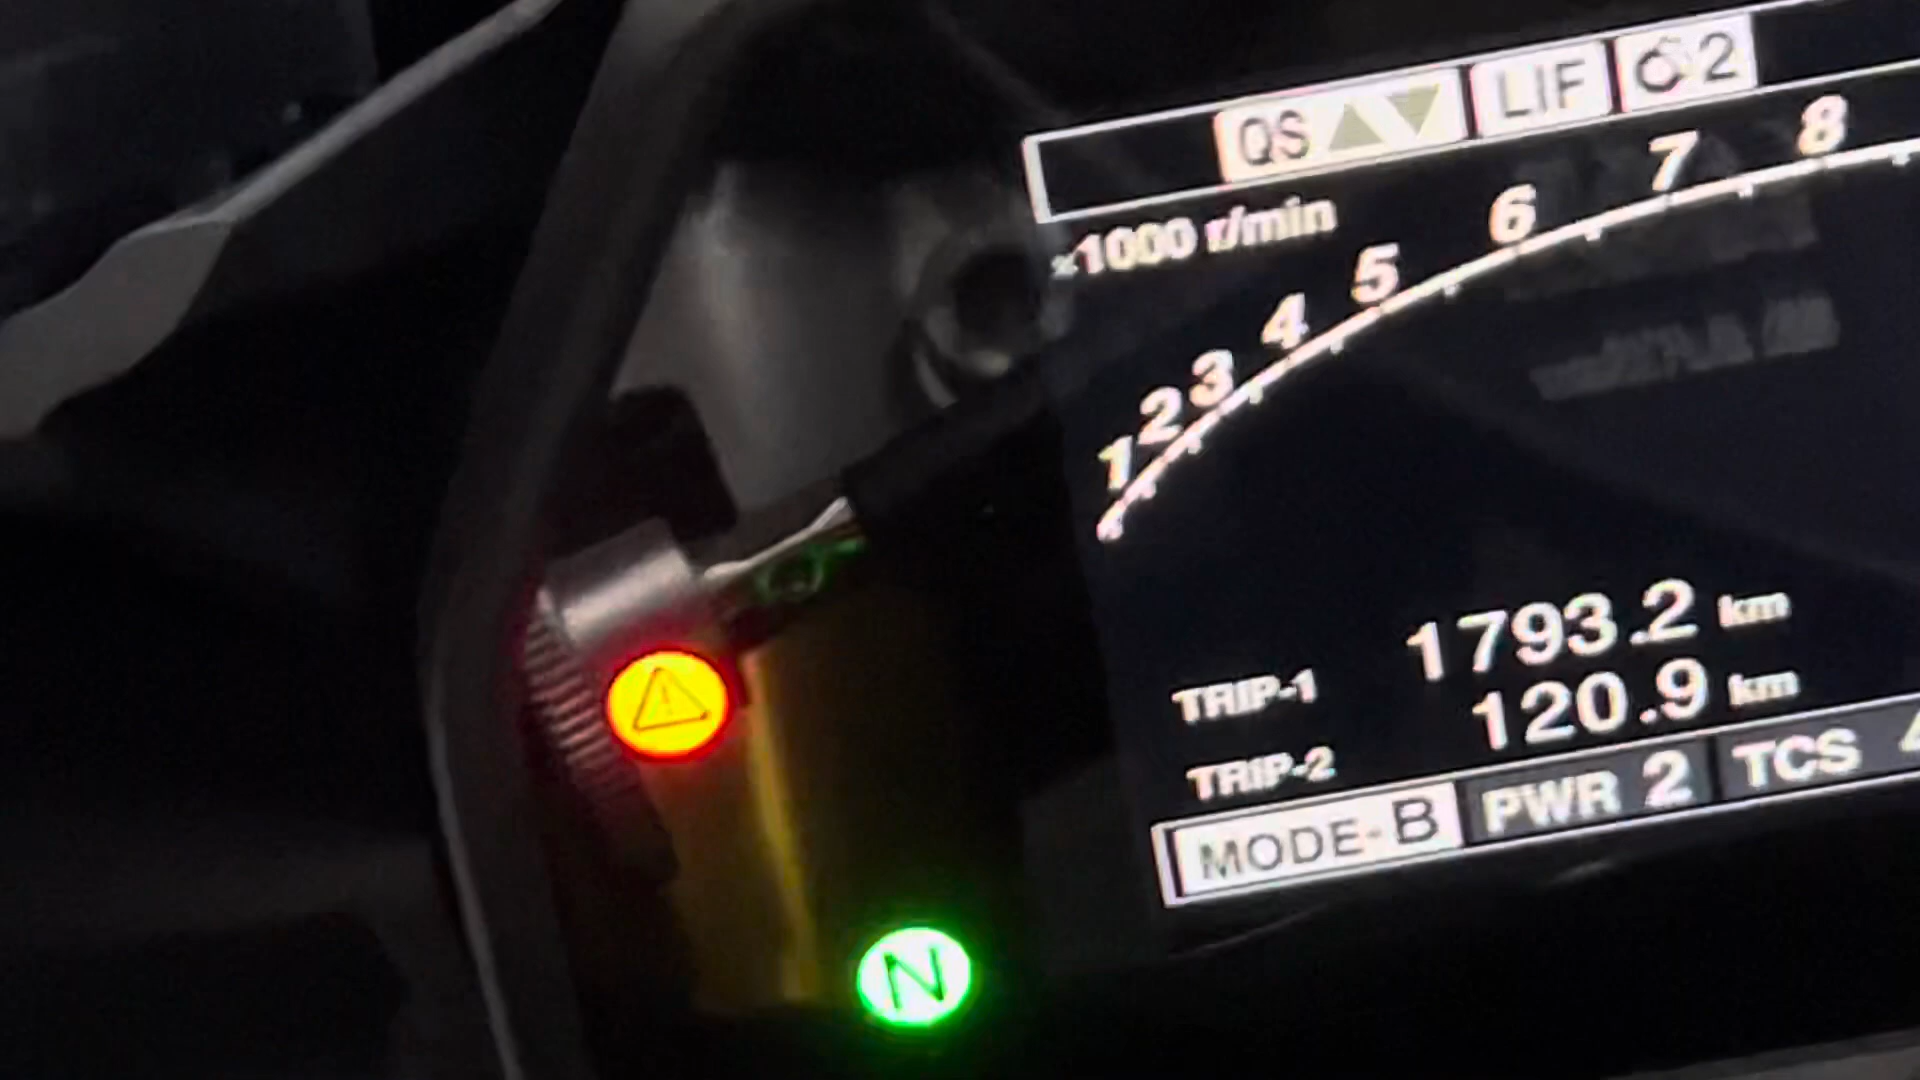 QS LIF 2
×1000 r/min
1 2 3 4 5 6 7 8
TRIP-1 1793.2 km
TRIP-2 120.9 km
MODE-B PWR 2 TCS
N